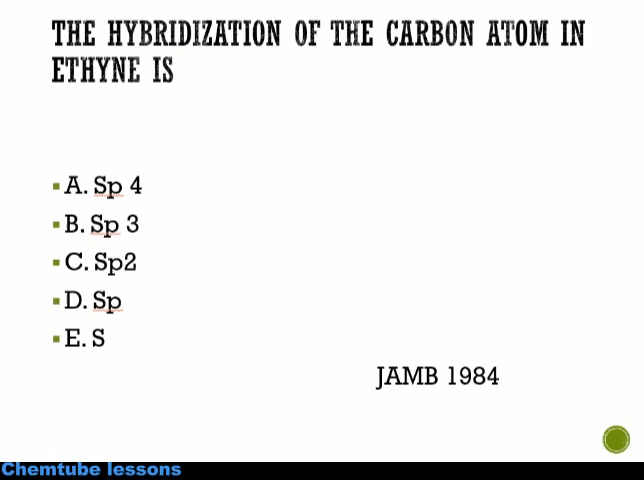 THE HYBRIDIZATION OF THE CARBON ATOM IN
ETHYNE IS
A. Sp 4
B. Sp 3
C. Sp2
D. Sp
E. S
JAMB 1984
Chemtube lessons